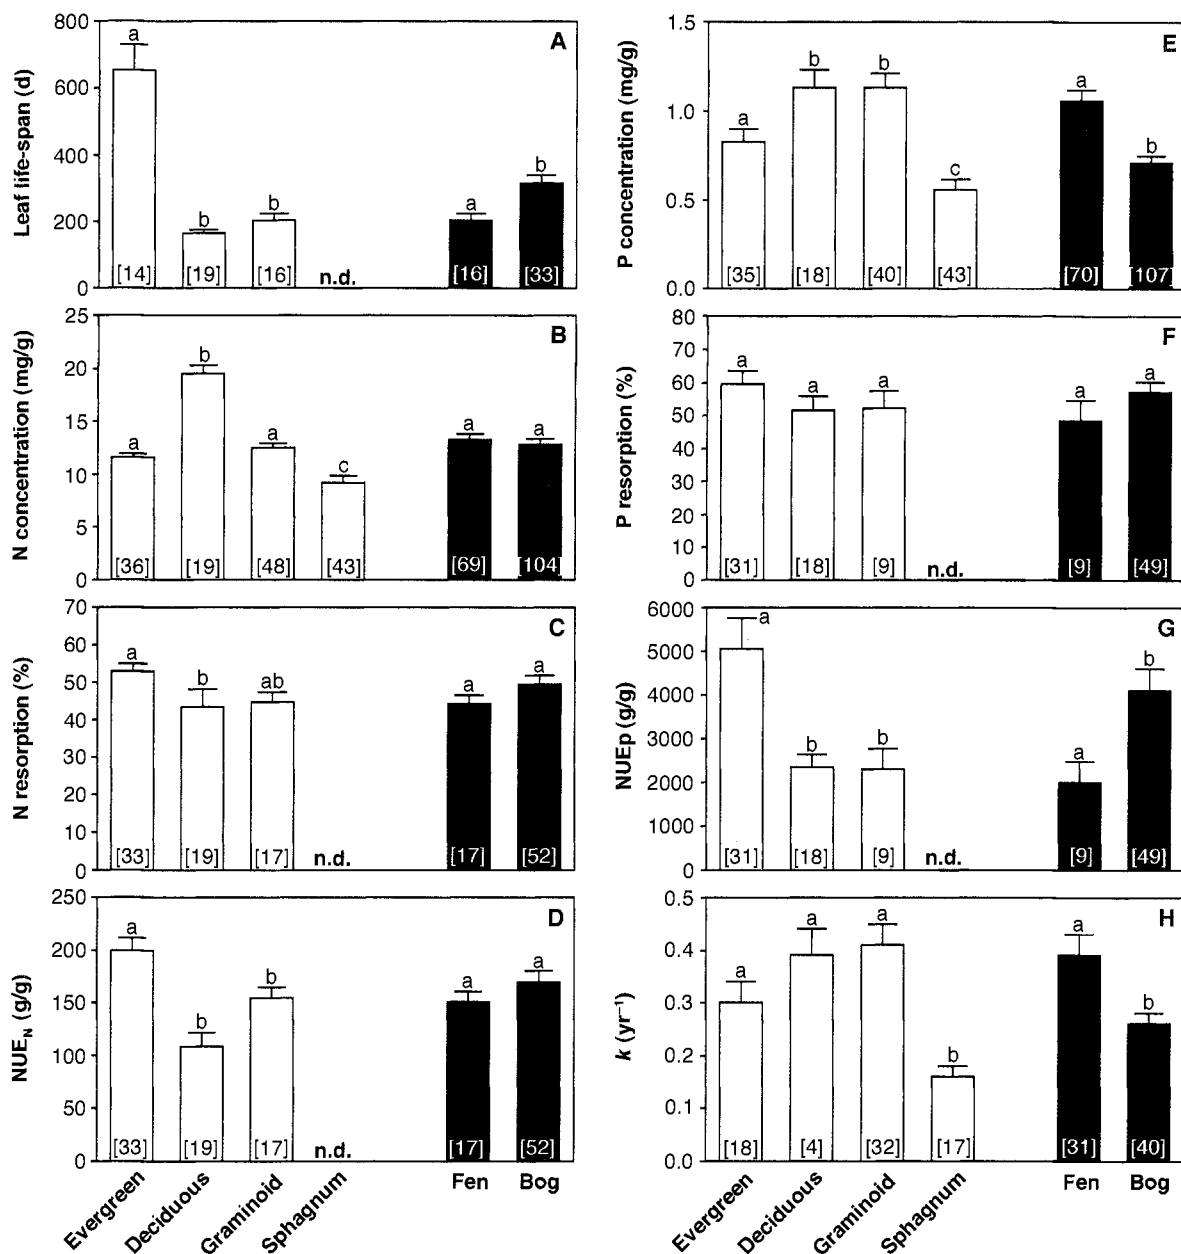 A
Leaf life-span (d)
800
600
400
200
0
a
b
b
a
b
[14]
[19]
[16]
n.d.
[16]
[33]
B
N concentration (mg/g)
25
20
15
10
5
0
a
b
a
c
a
a
[36]
[19]
[48]
[43]
[69]
[104]
C
N resorption (%)
70
60
50
40
30
20
10
0
a
b
ab
a
a
[33]
[19]
[17]
n.d.
[17]
[52]
D
NUE_N (g/g)
250
200
150
100
50
0
a
b
b
a
a
[33]
[19]
[17]
n.d.
[17]
[52]
Evergreen
Deciduous
Graminoid
Sphagnum
Fen
Bog
E
P concentration (mg/g)
1.5
1.0
0.5
0.0
a
b
b
c
a
b
[35]
[18]
[40]
[43]
[70]
[107]
F
P resorption (%)
80
70
60
50
40
30
20
10
0
a
a
a
a
a
[31]
[18]
[9]
n.d.
[9]
[49]
G
NUEp (g/g)
6000
5000
4000
3000
2000
1000
0
a
b
b
a
b
[31]
[18]
[9]
n.d.
[9]
[49]
H
k (yr⁻¹)
0.5
0.4
0.3
0.2
0.1
0.0
a
a
a
b
a
b
[18]
[4]
[32]
[17]
[31]
[40]
Evergreen
Deciduous
Graminoid
Sphagnum
Fen
Bog